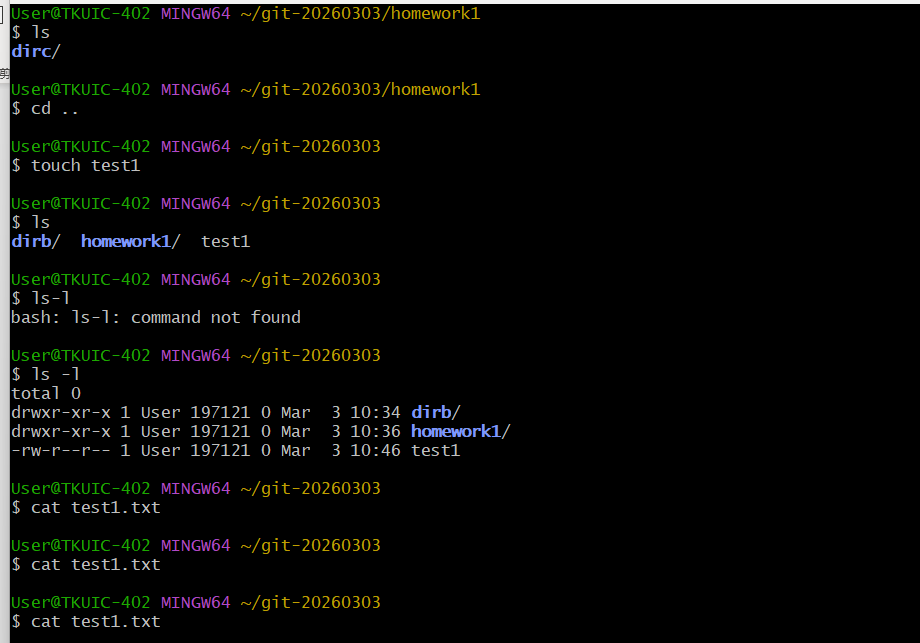 User@TKUIC-402 MINGW64 ~/git-20260303/homework1
$ ls
dirc/
User@TKUIC-402 MINGW64 ~/git-20260303/homework1
$ cd ..
User@TKUIC-402 MINGW64 ~/git-20260303
$ touch test1
User@TKUIC-402 MINGW64 ~/git-20260303
$ ls
dirb/  homework1/  test1
User@TKUIC-402 MINGW64 ~/git-20260303
$ ls-l
bash: ls-l: command not found
User@TKUIC-402 MINGW64 ~/git-20260303
$ ls -l
total 0
drwxr-xr-x 1 User 197121 0 Mar  3 10:34 dirb/
drwxr-xr-x 1 User 197121 0 Mar  3 10:36 homework1/
-rw-r--r-- 1 User 197121 0 Mar  3 10:46 test1
User@TKUIC-402 MINGW64 ~/git-20260303
$ cat test1.txt
User@TKUIC-402 MINGW64 ~/git-20260303
$ cat test1.txt
User@TKUIC-402 MINGW64 ~/git-20260303
$ cat test1.txt